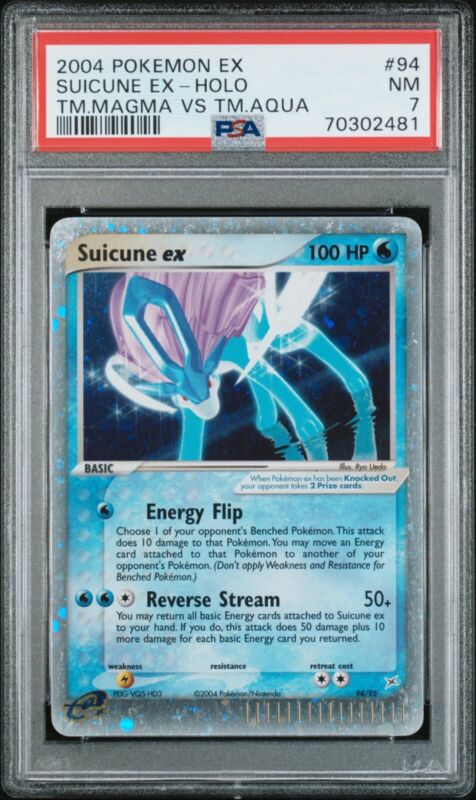 2004 POKEMON EX #94
SUICUNE EX - HOLO NM
TM.MAGMA VS TM.AQUA 7
PSA 70302481
Suicune ex 100 HP
Illus. Ryo Ueda
BASIC
When Pokémon-ex has been Knocked Out,
your opponent takes 2 Prize cards.
Energy Flip
Choose 1 of your opponent's Benched Pokémon. This attack
does 10 damage to that Pokémon. You may move an Energy
card attached to that Pokémon to another of your
opponent's Pokémon. (Don't apply Weakness and Resistance for
Benched Pokémon.)
Reverse Stream 50+
You may return all basic Energy cards attached to Suicune ex
to your hand. If you do, this attack does 50 damage plus 10
more damage for each basic Energy card you returned.
weakness resistance retreat cost
PDG-VQ5-HD3 ©2004 Pokémon/Nintendo 94/95